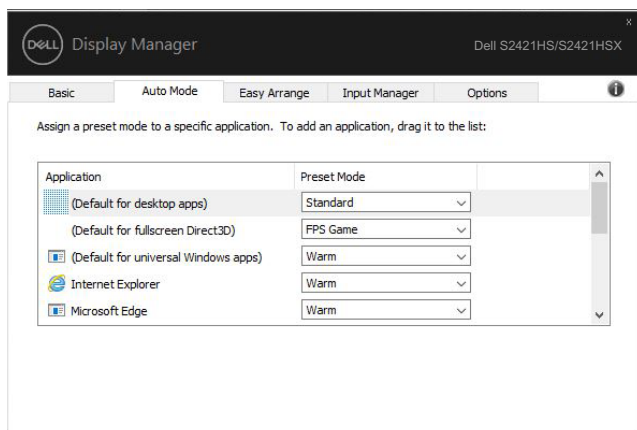 DELL Display Manager Dell S2421HS/S2421HSX
x
Basic Auto Mode Easy Arrange Input Manager Options i
Assign a preset mode to a specific application. To add an application, drag it to the list:
Application Preset Mode
(Default for desktop apps) Standard
(Default for fullscreen Direct3D) FPS Game
(Default for universal Windows apps) Warm
Internet Explorer Warm
Microsoft Edge Warm